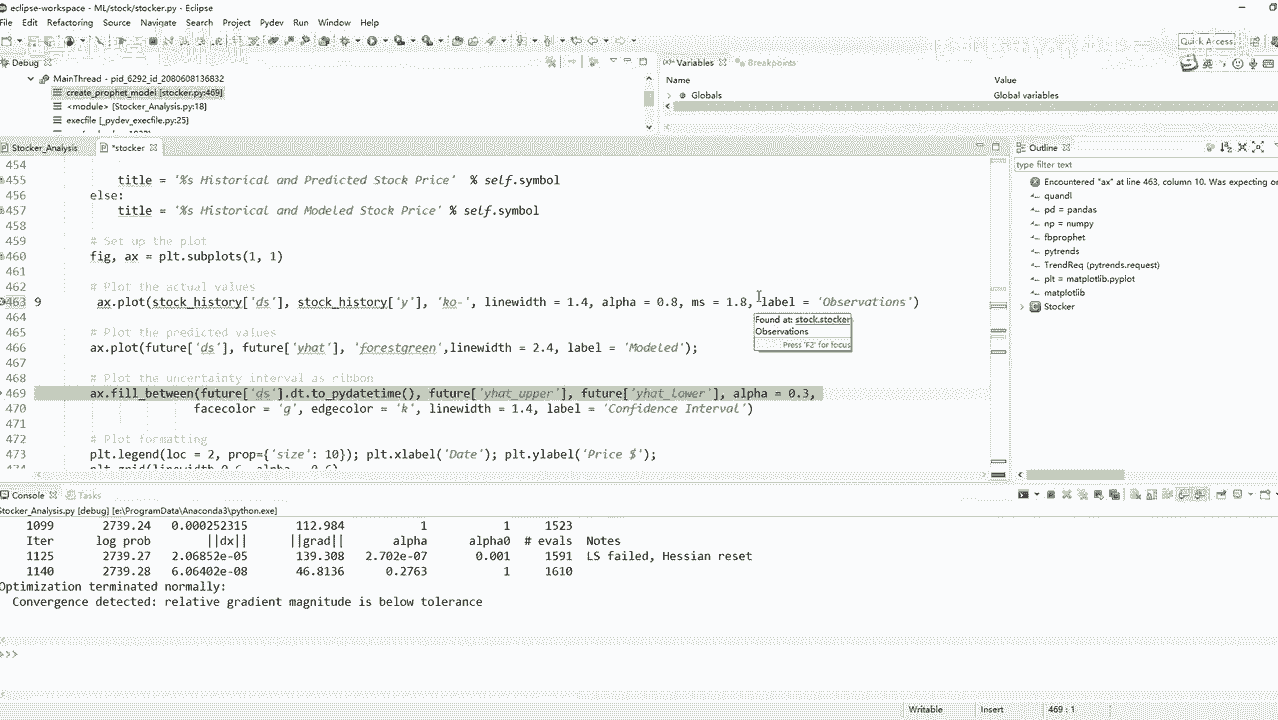 eclipse-workspace - ML/stock/stocker.py - Eclipse
File Edit Refactoring Source Navigate Search Project Pydev Run Window Help
Quick Access
Debug
MainThread - pid_6292_id_2080608136832
create_prophet_model [stocker.py:469]
<module> [Stocker_Analysis.py:18]
execfile [_pydev_execfile.py:25]
Variables Breakpoints
Name Value
Globals Global variables
Stocker_Analysis *stocker
454
455 title = '%s Historical and Predicted Stock Price' % self.symbol
456 else:
457 title = '%s Historical and Modeled Stock Price' % self.symbol
458
459 # Set up the plot
460 fig, ax = plt.subplots(1, 1)
461
462 # Plot the actual values
463 9 ax.plot(stock_history['ds'], stock_history['y'], 'ko-', linewidth = 1.4, alpha = 0.8, ms = 1.8, label = 'Observations')
464
465 # Plot the predicted values
466 ax.plot(future['ds'], future['yhat'], 'forestgreen',linewidth = 2.4, label = 'Modeled');
467
468 # Plot the uncertainty interval as ribbon
469 ax.fill_between(future['ds'].dt.to_pydatetime(), future['yhat_upper'], future['yhat_lower'], alpha = 0.3,
470 facecolor = 'g', edgecolor = 'k', linewidth = 1.4, label = 'Confidence Interval')
471
472 # Plot formatting
473 plt.legend(loc = 2, prop={'size': 10}); plt.xlabel('Date'); plt.ylabel('Price $');
Found at: stock.stocker
Observations
Press 'F2' for focus
Outline
type filter text
Encountered "ax" at line 463, column 10. Was expecting on
quandl
pd = pandas
np = numpy
fbprophet
pytrends
TrendReq (pytrends.request)
plt = matplotlib.pyplot
matplotlib
Stocker
Console Tasks
Stocker_Analysis.py [debug] [e:\ProgramData\Anaconda3\python.exe]
1099 2739.24 0.000252315 112.984 1 1 1523
Iter log prob ||dx|| ||grad|| alpha alpha0 # evals Notes
1125 2739.27 2.06852e-05 139.308 2.702e-07 0.001 1591 LS failed, Hessian reset
1140 2739.28 6.06402e-08 46.8136 0.2763 1 1610
Optimization terminated normally:
Convergence detected: relative gradient magnitude is below tolerance
>>>
Writable Insert 469 : 1